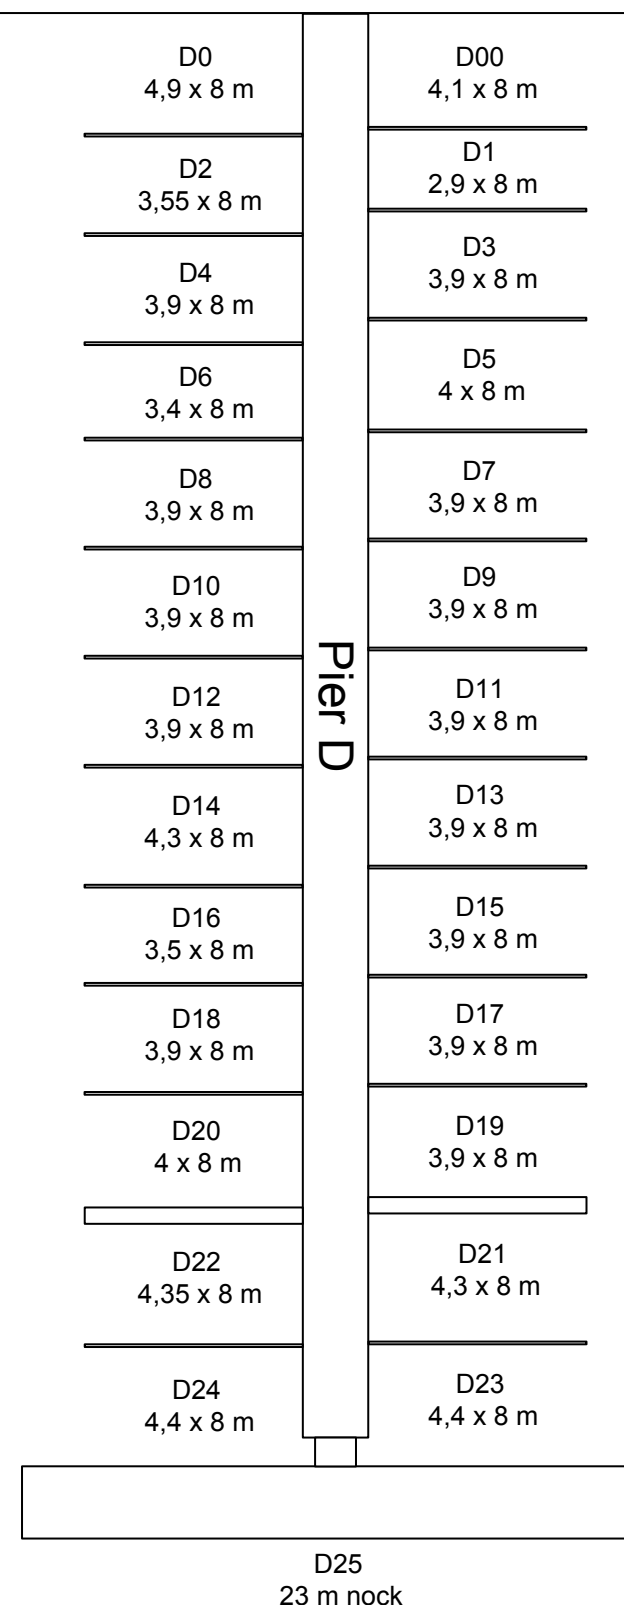 D0
4,9 x 8 m
D00
4,1 x 8 m
D2
3,55 x 8 m
D1
2,9 x 8 m
D4
3,9 x 8 m
D3
3,9 x 8 m
D6
3,4 x 8 m
D5
4 x 8 m
D8
3,9 x 8 m
D7
3,9 x 8 m
D10
3,9 x 8 m
D9
3,9 x 8 m
Pier D
D12
3,9 x 8 m
D11
3,9 x 8 m
D14
4,3 x 8 m
D13
3,9 x 8 m
D16
3,5 x 8 m
D15
3,9 x 8 m
D18
3,9 x 8 m
D17
3,9 x 8 m
D20
4 x 8 m
D19
3,9 x 8 m
D22
4,35 x 8 m
D21
4,3 x 8 m
D24
4,4 x 8 m
D23
4,4 x 8 m
D25
23 m nock